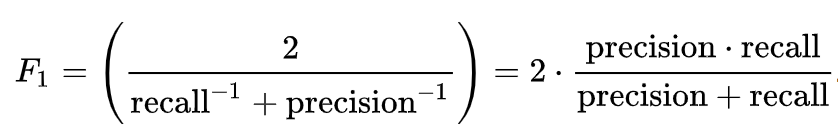 F₁ = ( 2 / (recall⁻¹ + precision⁻¹) ) = 2 · (precision · recall) / (precision + recall)